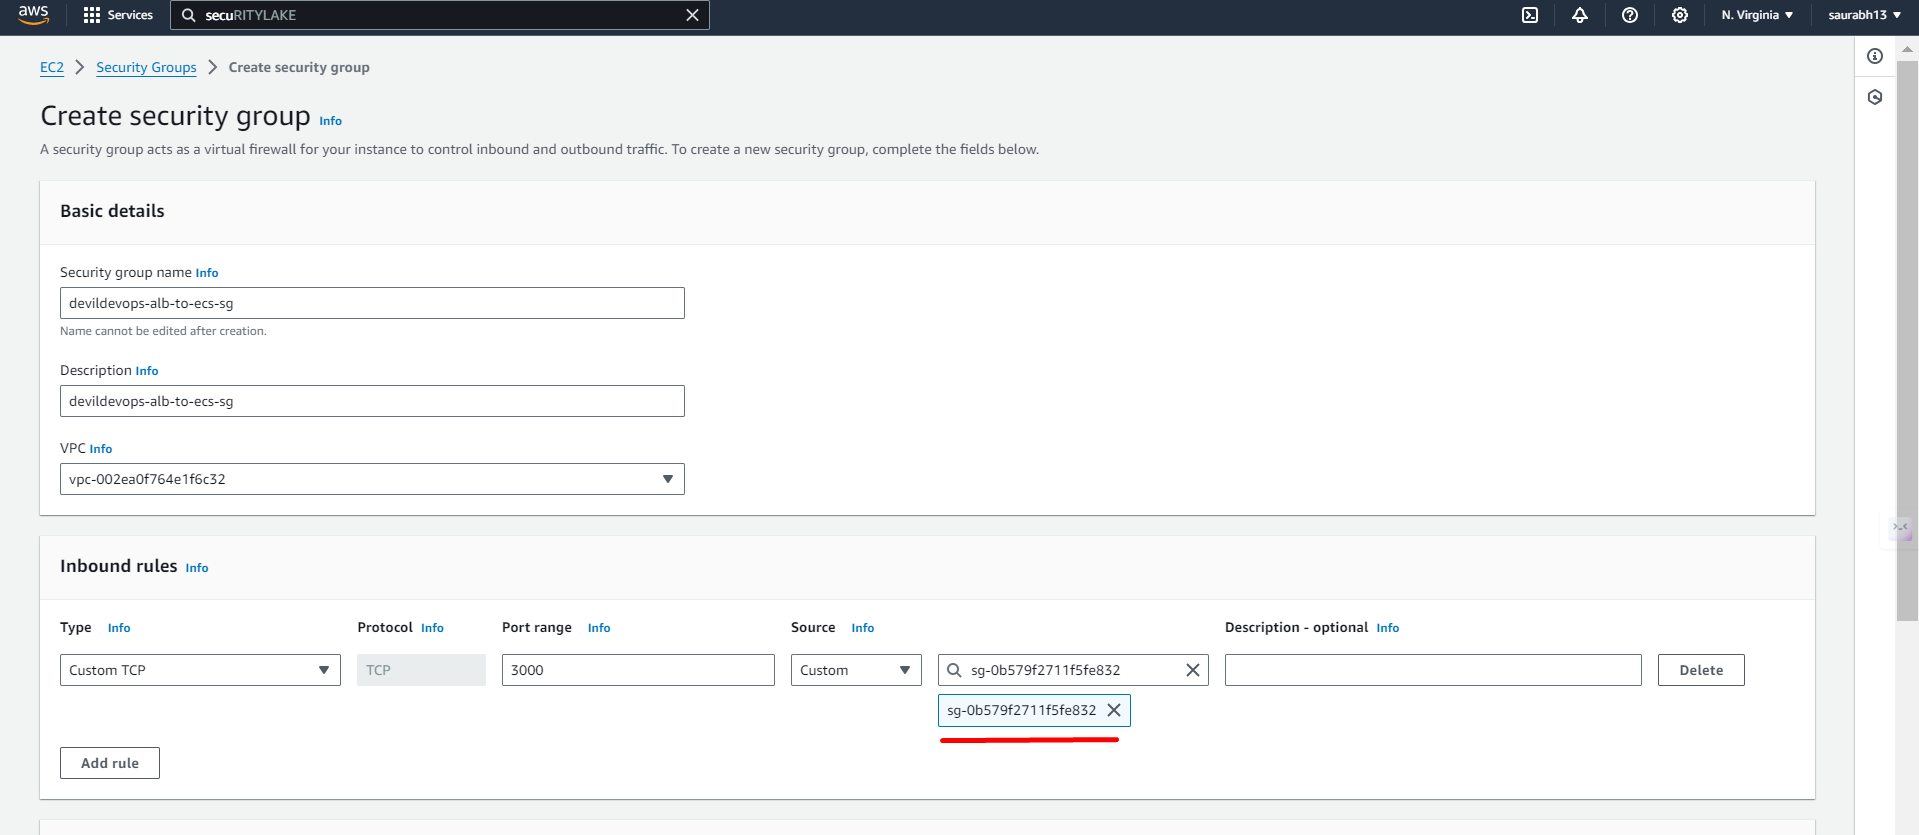 aws Services secuRITYLAKE N. Virginia saurabh13
EC2 Security Groups Create security group
Create security group Info
A security group acts as a virtual firewall for your instance to control inbound and outbound traffic. To create a new security group, complete the fields below.
Basic details
Security group name Info
devildevops-alb-to-ecs-sg
Name cannot be edited after creation.
Description Info
devildevops-alb-to-ecs-sg
VPC Info
vpc-002ea0f764e1f6c32
Inbound rules Info
Type Info Protocol Info Port range Info Source Info Description - optional Info
Custom TCP TCP 3000 Custom sg-0b579f2711f5fe832 Delete
sg-0b579f2711f5fe832
Add rule